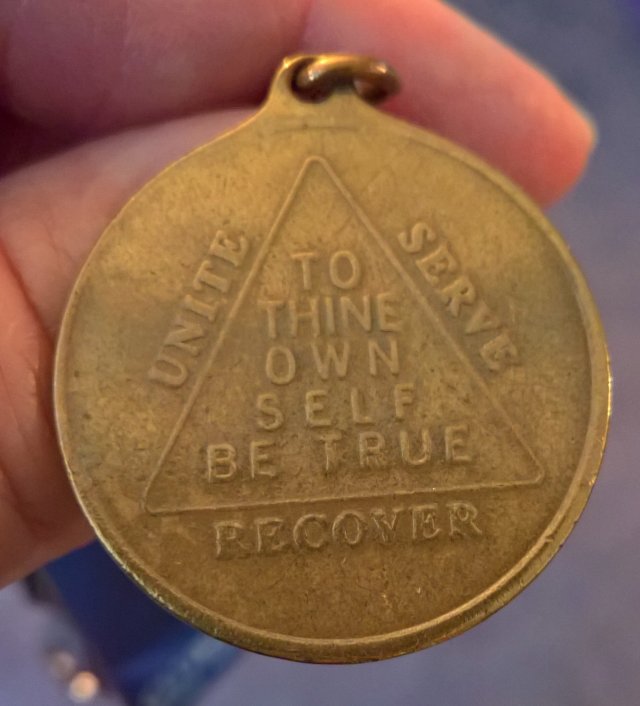 UNITE
SERVE
TO
THINE
OWN
SELF
BE TRUE
RECOVER